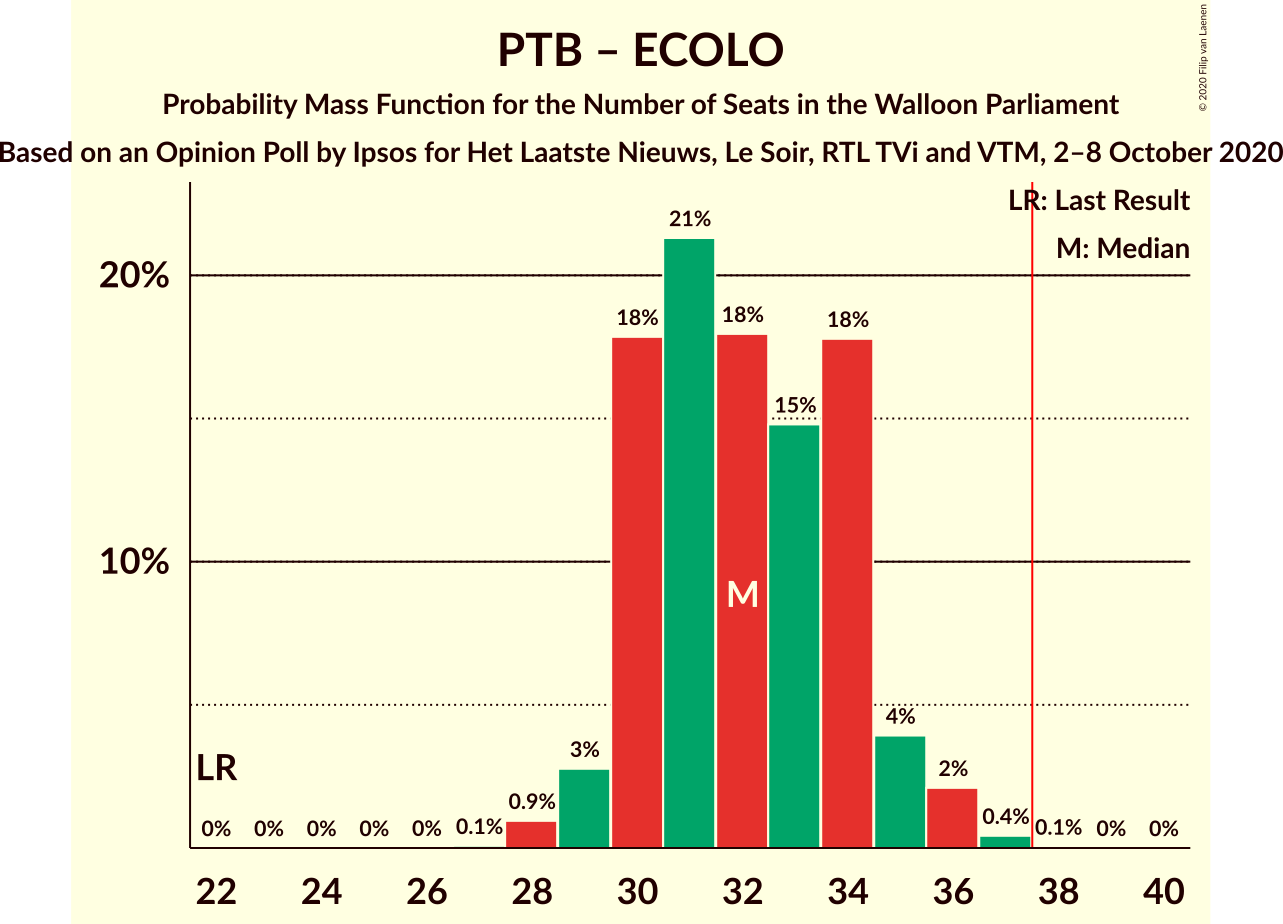 PTB – ECOLO
Probability Mass Function for the Number of Seats in the Walloon Parliament
Based on an Opinion Poll by Ipsos for Het Laatste Nieuws, Le Soir, RTL TVi and VTM, 2–8 October 2020
© 2020 Filip van Laenen
LR: Last Result
M: Median
20%
10%
21%
18% 18% 18%
15%
M
4%
LR
3% 2%
0.9%
0% 0% 0% 0% 0% 0.1% 0.4% 0.1% 0% 0%
22 24 26 28 30 32 34 36 38 40